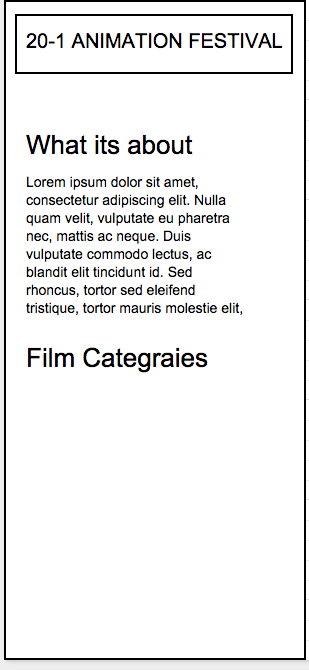 20-1 ANIMATION FESTIVAL
What its about
Lorem ipsum dolor sit amet,
consectetur adipiscing elit. Nulla
quam velit, vulputate eu pharetra
nec, mattis ac neque. Duis
vulputate commodo lectus, ac
blandit elit tincidunt id. Sed
rhoncus, tortor sed eleifend
tristique, tortor mauris molestie elit,
Film Categraies